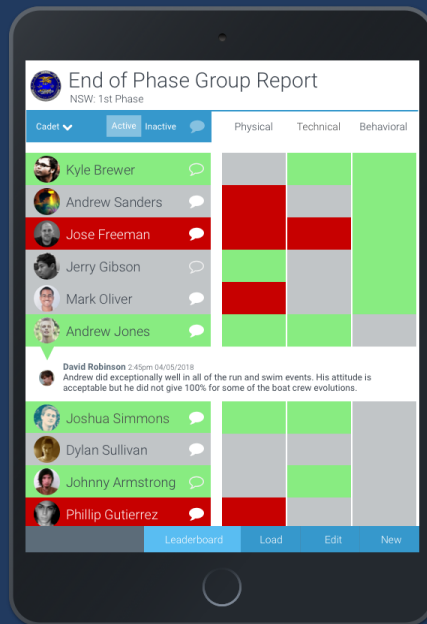 End of Phase Group Report
NSW: 1st Phase
Cadet Active Inactive Physical Technical Behavioral
Kyle Brewer
Andrew Sanders
Jose Freeman
Jerry Gibson
Mark Oliver
Andrew Jones
David Robinson 2.45pm 04/05/2018
Andrew did exceptionally well in all of the run and swim events. His attitude is
acceptable but he did not give 100% for some of the boat crew evolutions.
Joshua Simmons
Dylan Sullivan
Johnny Armstrong
Phillip Gutierrez
Leaderboard Load Edit New